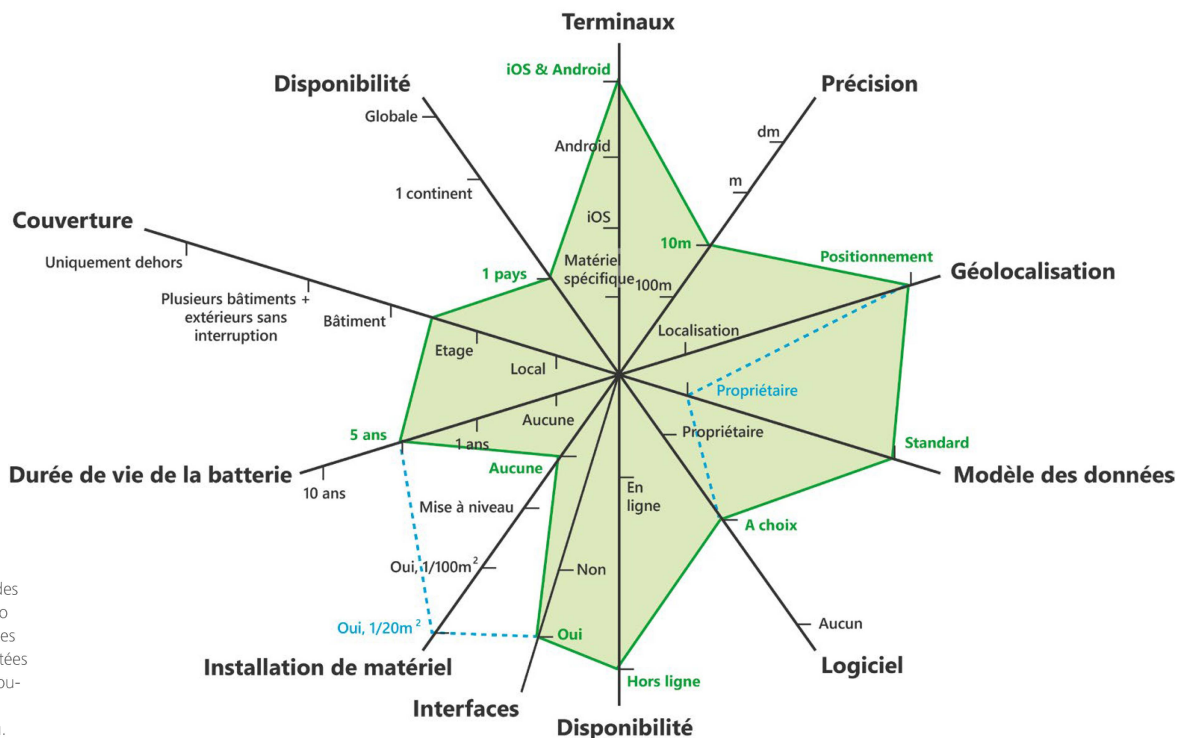 Terminaux
iOS & Android
Android
iOS
Matériel
spécifique
Précision
dm
m
10m
100m
Positionnement
Géolocalisation
Localisation
Propriétaire
Standard
Modèle des données
Propriétaire
A choix
Aucun
Logiciel
En
ligne
Hors ligne
Disponibilité
Non
Oui
Interfaces
Aucune
Mise à niveau
Oui, 1/100m²
Oui, 1/20m²
Installation de matériel
Aucune
1 ans
5 ans
10 ans
Durée de vie de la batterie
Local
Etage
Bâtiment
Plusieurs bâtiments +
extérieurs sans
interruption
Uniquement dehors
Couverture
1 pays
1 continent
Globale
Disponibilité
des